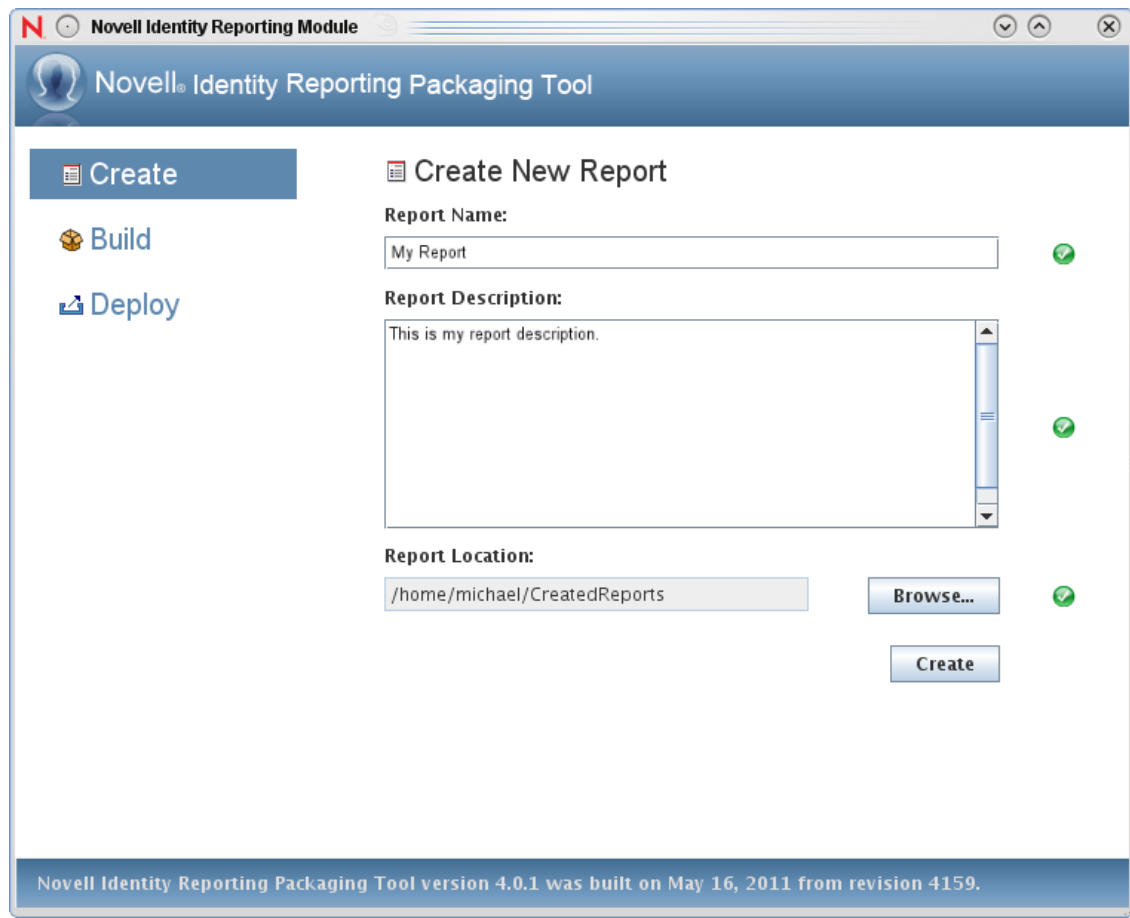 N Novell Identity Reporting Module
Novell® Identity Reporting Packaging Tool
Create
Build
Deploy
Create New Report
Report Name:
My Report
Report Description:
This is my report description.
Report Location:
/home/michael/CreatedReports
Browse...
Create
Novell Identity Reporting Packaging Tool version 4.0.1 was built on May 16, 2011 from revision 4159.